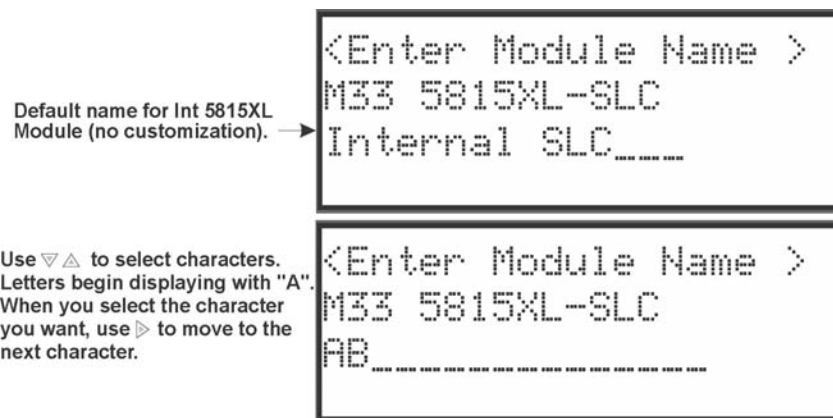 <Enter Module Name >
M33 5815XL-SLC
Internal SLC___
Default name for Int 5815XL
Module (no customization).
<Enter Module Name >
M33 5815XL-SLC
AB______________
Use ▽ △ to select characters.
Letters begin displaying with "A".
When you select the character
you want, use ▷ to move to the
next character.